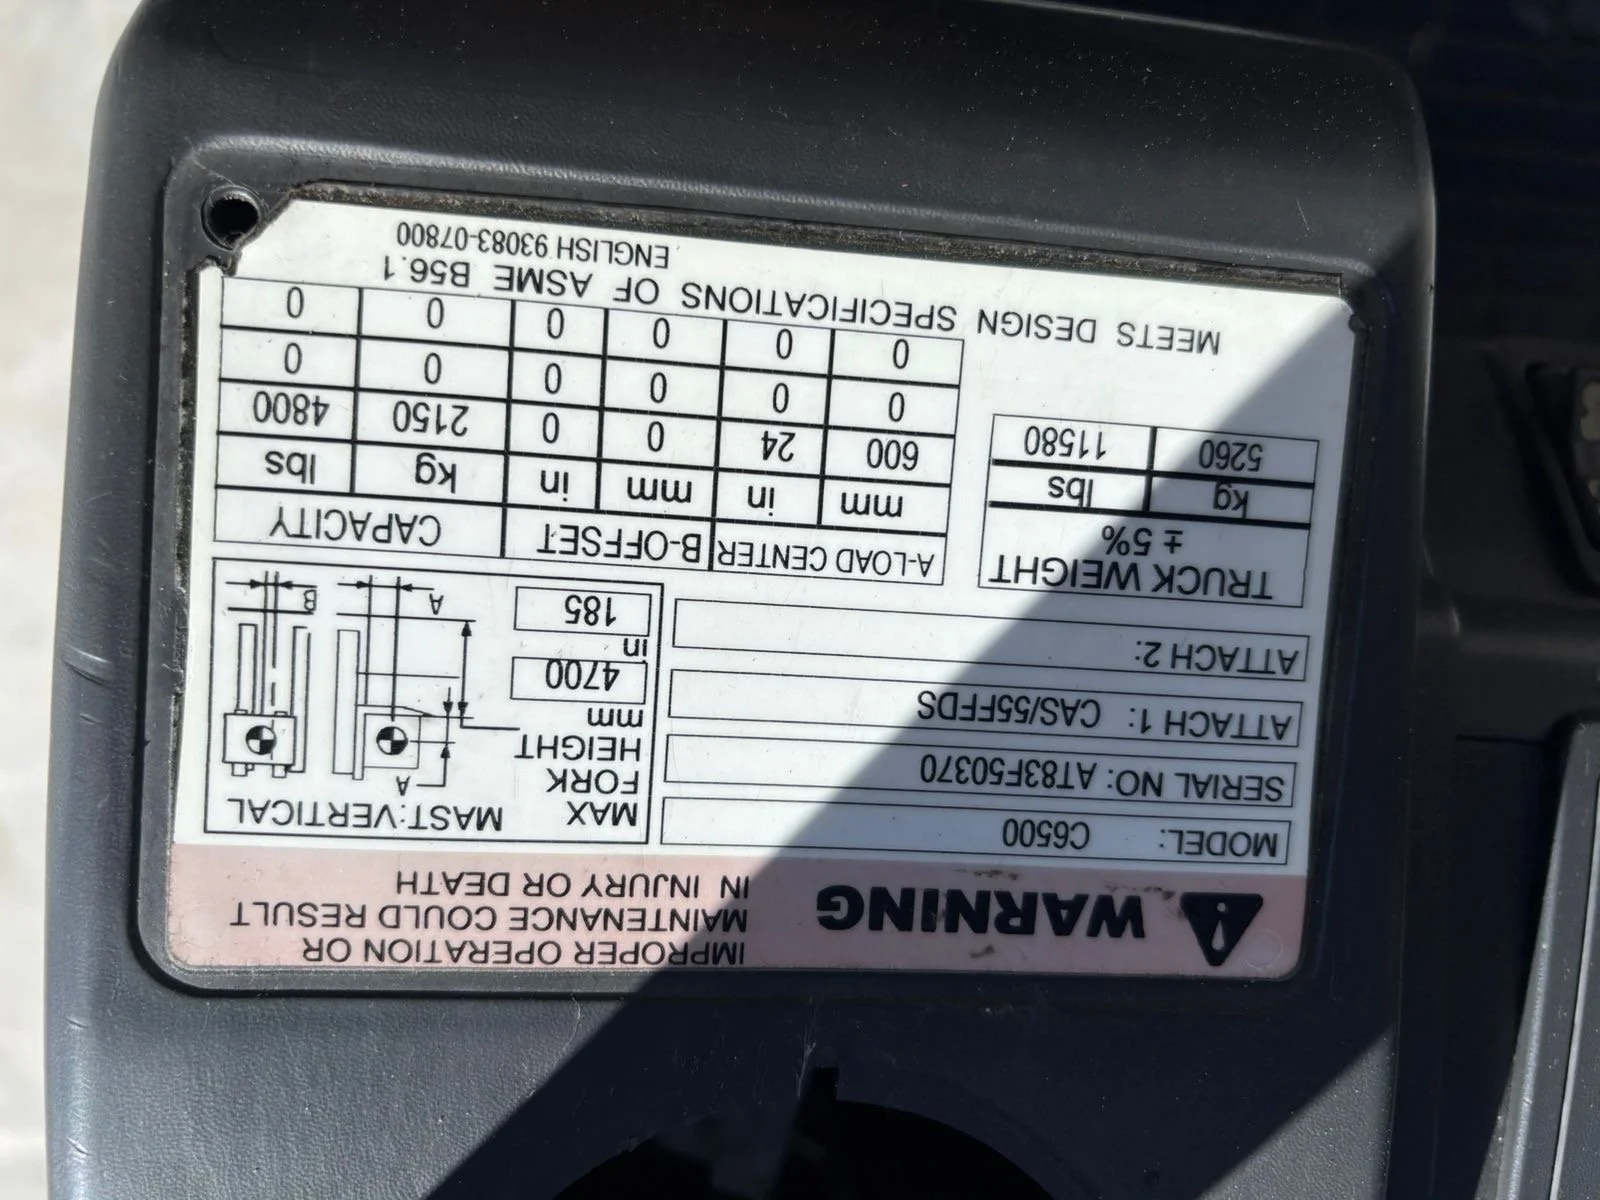 WARNING
IMPROPER OPERATION OR
MAINTENANCE COULD RESULT
IN INJURY OR DEATH
MODEL: C6500
SERIAL NO: AT83F50370
ATTACH 1: CAS/55FFDS
ATTACH 2:
MAX
FORK
HEIGHT
mm
4700
in
185
MAST:VERTICAL
A
A
B
TRUCK WEIGHT
± 5%
kg lbs
5260 11580
A-LOAD CENTER B-OFFSET CAPACITY
mm in mm in kg lbs
600 24 0 0 2150 4800
0 0 0 0 0 0
0 0 0 0 0 0
MEETS DESIGN SPECIFICATIONS OF ASME B56.1
ENGLISH 93083-07800